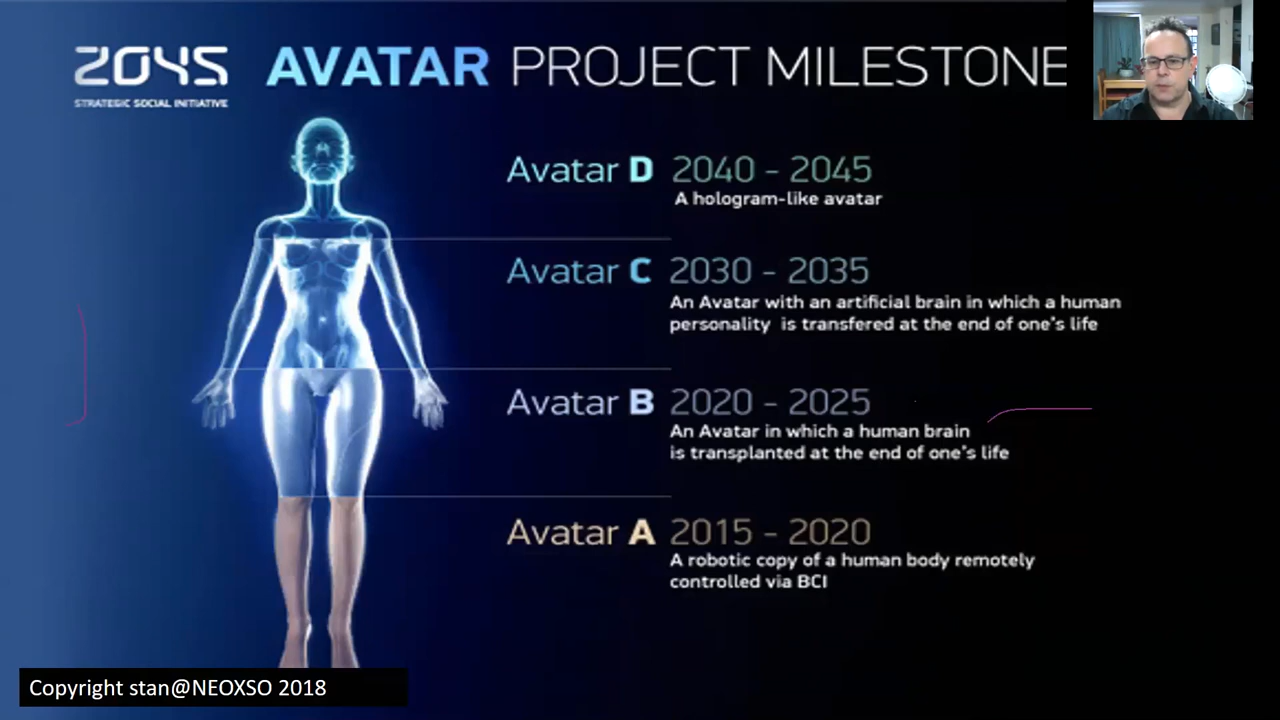 2045
STRATEGIC SOCIAL INITIATIVE
AVATAR PROJECT MILESTONE
Avatar D 2040 - 2045
A hologram-like avatar
Avatar C 2030 - 2035
An Avatar with an artificial brain in which a human
personality is transfered at the end of one's life
Avatar B 2020 - 2025
An Avatar in which a human brain
is transplanted at the end of one's life
Avatar A 2015 - 2020
A robotic copy of a human body remotely
controlled via BCI
Copyright stan@NEOXSO 2018